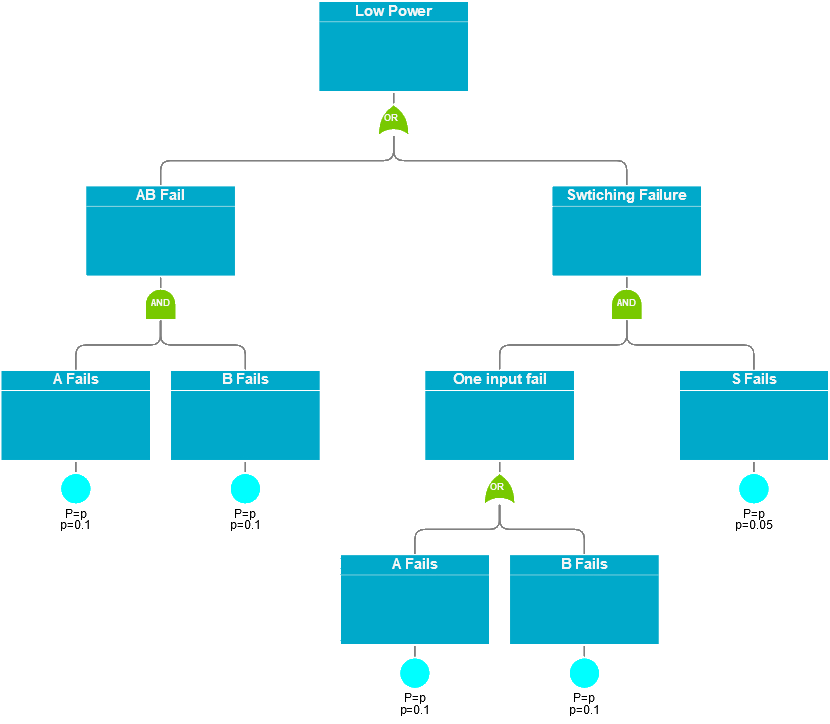 Low Power
OR
AB Fail
Swtiching Failure
AND
AND
A Fails
B Fails
One input fail
S Fails
P=p
p=0.1
P=p
p=0.1
OR
P=p
p=0.05
A Fails
B Fails
P=p
p=0.1
P=p
p=0.1